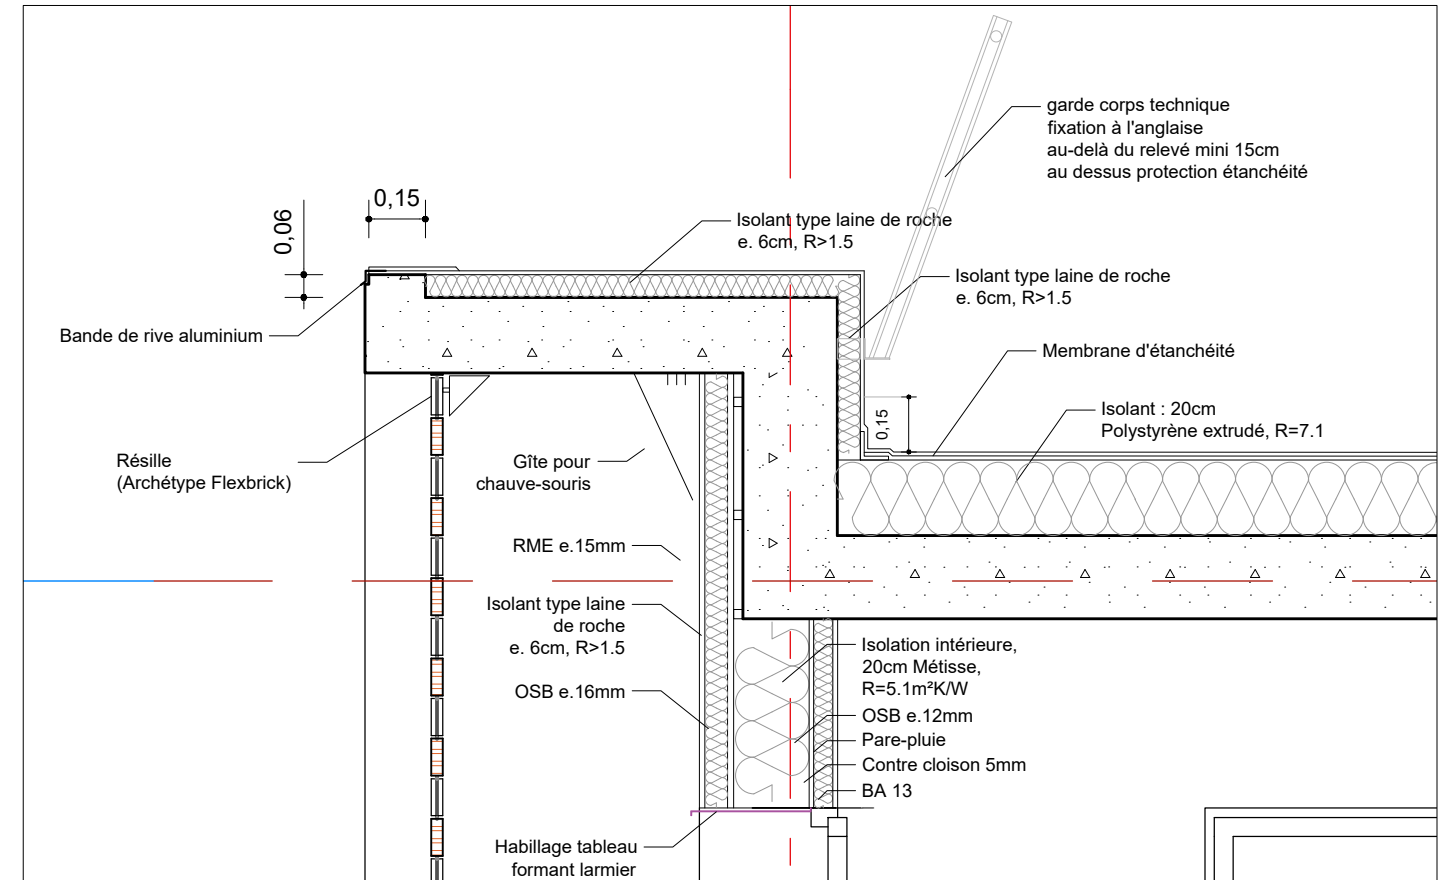 garde corps technique
fixation à l'anglaise
au-delà du relevé mini 15cm
au dessus protection étanchéité
0,15
0,06
Isolant type laine de roche
e. 6cm, R>1.5
Isolant type laine de roche
e. 6cm, R>1.5
Bande de rive aluminium
Membrane d'étanchéité
0,15
Isolant : 20cm
Polystyrène extrudé, R=7.1
Résille
(Archétype Flexbrick)
Gîte pour
chauve-souris
RME e.15mm
Isolant type laine
de roche
e. 6cm, R>1.5
OSB e.16mm
Isolation intérieure,
20cm Métisse,
R=5.1m²K/W
OSB e.12mm
Pare-pluie
Contre cloison 5mm
BA 13
Habillage tableau
formant larmier